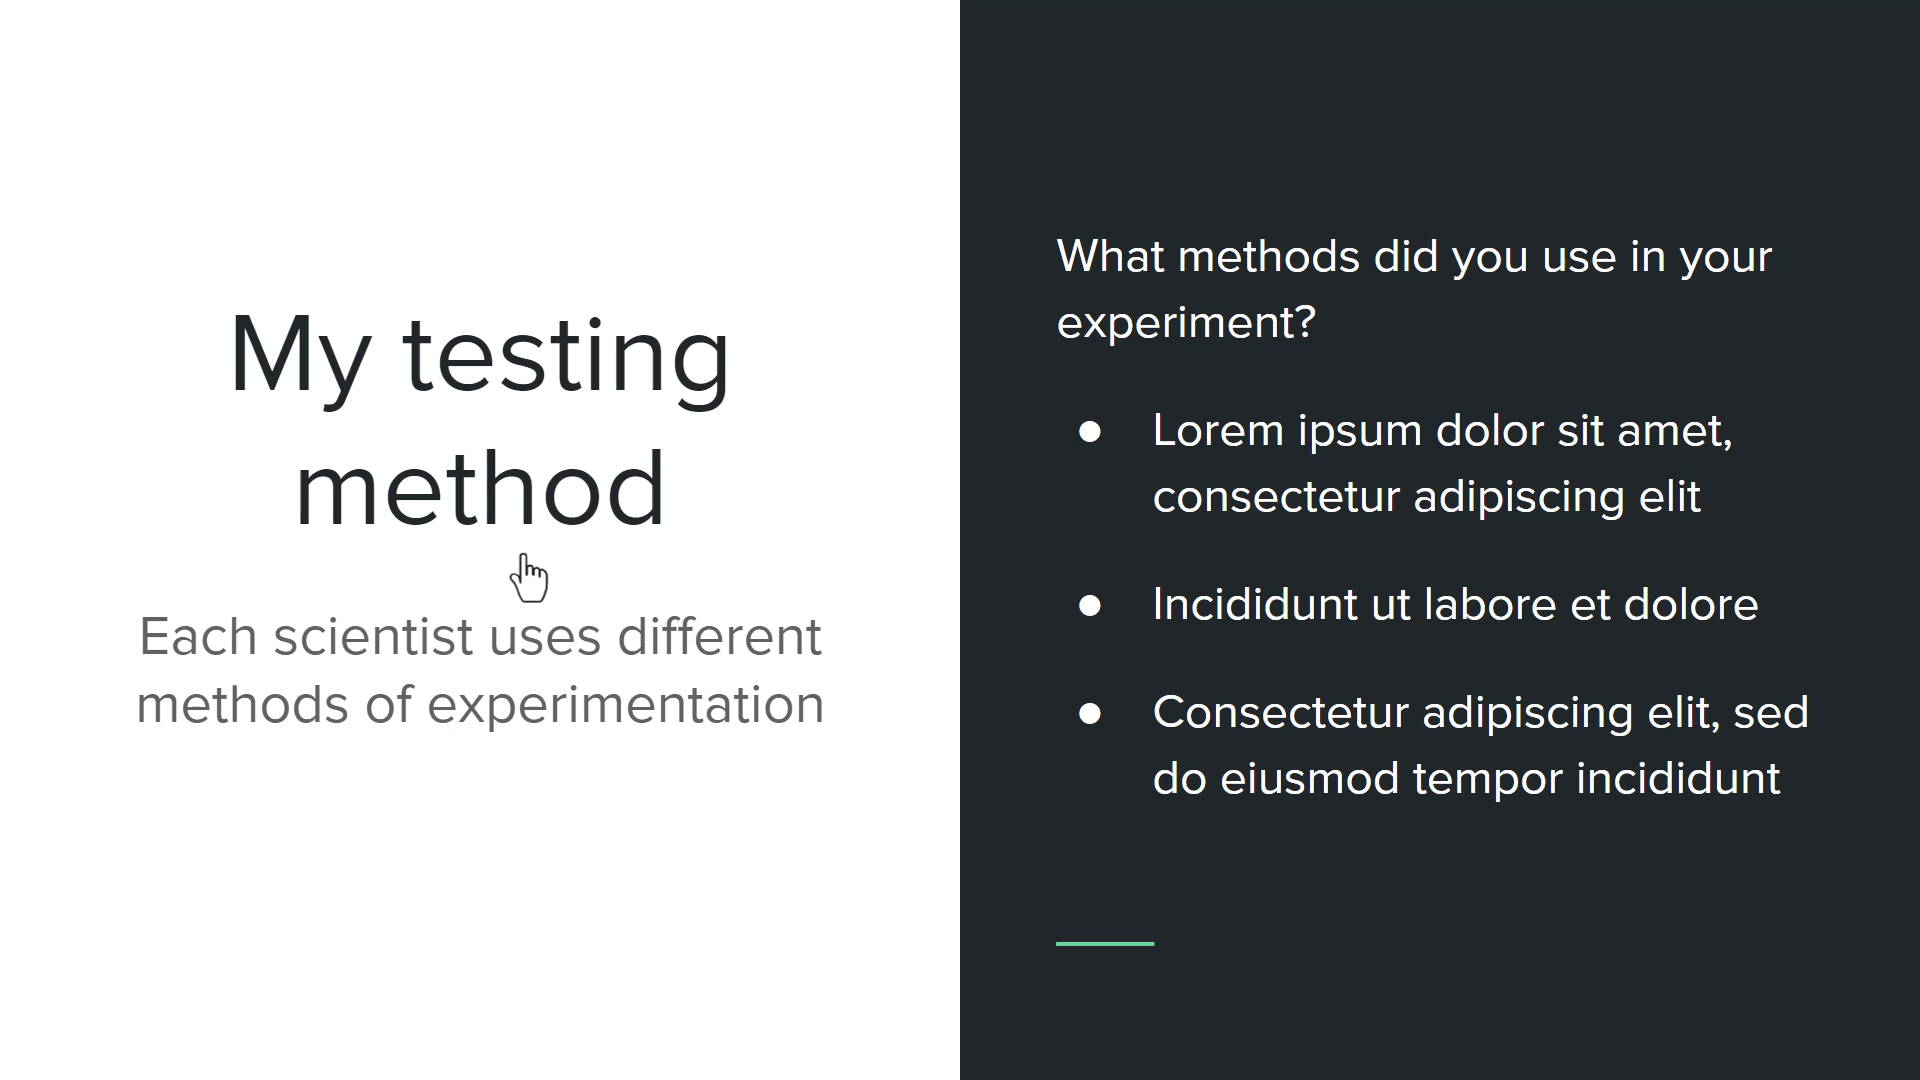 My testing
method
Each scientist uses different
methods of experimentation
What methods did you use in your
experiment?
● Lorem ipsum dolor sit amet,
consectetur adipiscing elit
● Incididunt ut labore et dolore
● Consectetur adipiscing elit, sed
do eiusmod tempor incididunt